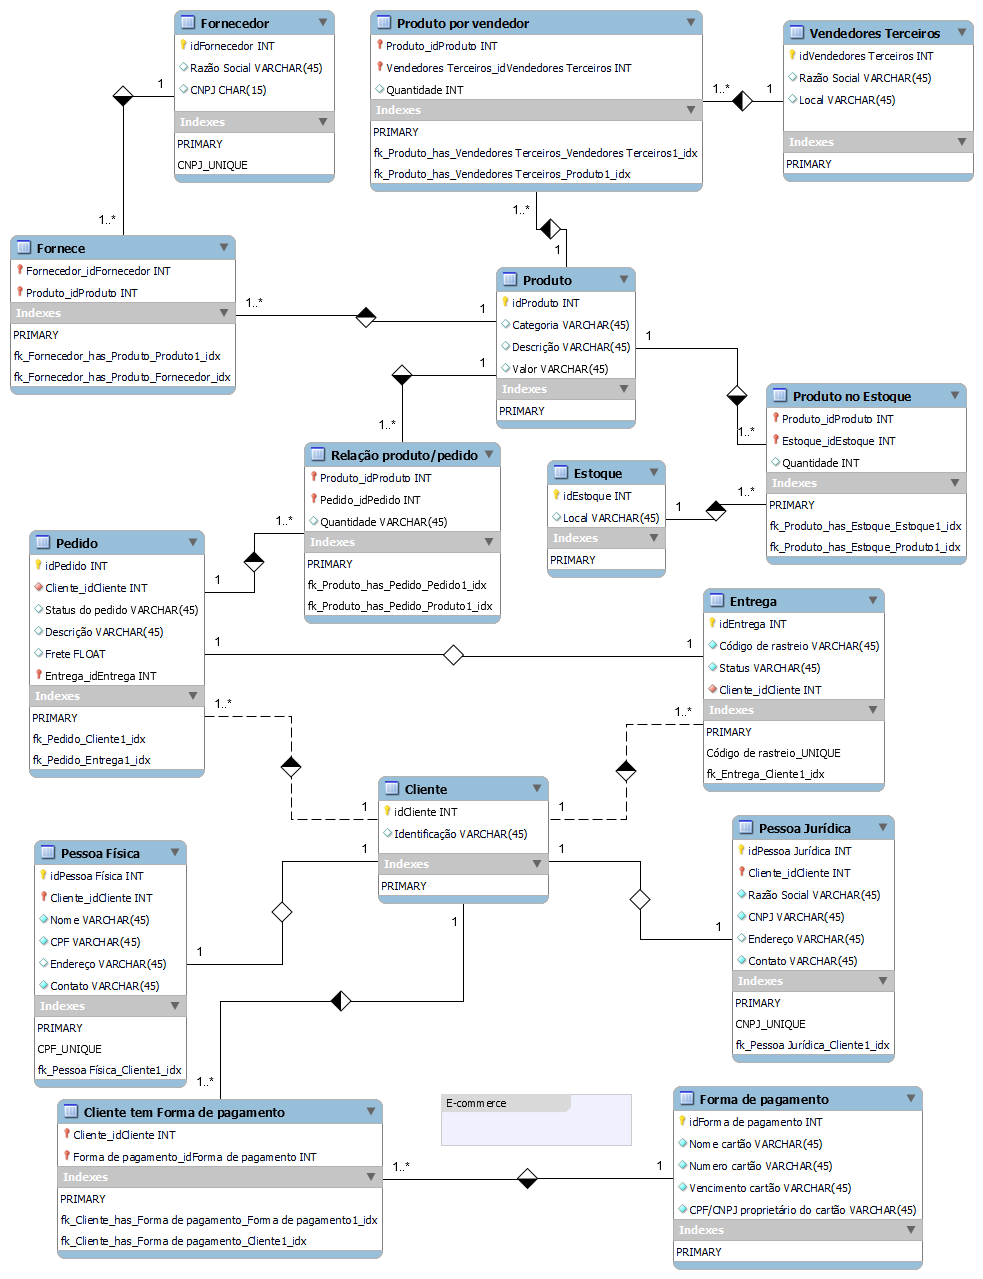 Fornecedor
idFornecedor INT
Razão Social VARCHAR(45)
CNPJ CHAR(15)
Indexes
PRIMARY
CNPJ_UNIQUE
Produto por vendedor
Produto_idProduto INT
Vendedores Terceiros_idVendedores Terceiros INT
Quantidade INT
Indexes
PRIMARY
fk_Produto_has_Vendedores Terceiros_Vendedores Terceiros1_idx
fk_Produto_has_Vendedores Terceiros_Produto1_idx
Vendedores Terceiros
idVendedores Terceiros INT
Razão Social VARCHAR(45)
Local VARCHAR(45)
Indexes
PRIMARY
1
1..*
1..*
1
1..*
1
Fornece
Fornecedor_idFornecedor INT
Produto_idProduto INT
Indexes
PRIMARY
fk_Fornecedor_has_Produto_Produto1_idx
fk_Fornecedor_has_Produto_Fornecedor_idx
1..*
1
Produto
idProduto INT
Categoria VARCHAR(45)
Descrição VARCHAR(45)
Valor VARCHAR(45)
Indexes
PRIMARY
1
1..*
1
1..*
Produto no Estoque
Produto_idProduto INT
Estoque_idEstoque INT
Quantidade INT
Indexes
PRIMARY
fk_Produto_has_Estoque_Estoque1_idx
fk_Produto_has_Estoque_Produto1_idx
Relação produto/pedido
Produto_idProduto INT
Pedido_idPedido INT
Quantidade VARCHAR(45)
Indexes
PRIMARY
fk_Produto_has_Pedido_Pedido1_idx
fk_Produto_has_Pedido_Produto1_idx
Estoque
idEstoque INT
Local VARCHAR(45)
Indexes
PRIMARY
1
1..*
1..*
1
Pedido
idPedido INT
Cliente_idCliente INT
Status do pedido VARCHAR(45)
Descrição VARCHAR(45)
Frete FLOAT
Entrega_idEntrega INT
Indexes
PRIMARY
fk_Pedido_Cliente1_idx
fk_Pedido_Entrega1_idx
1
1
Entrega
idEntrega INT
Código de rastreio VARCHAR(45)
Status VARCHAR(45)
Cliente_idCliente INT
Indexes
PRIMARY
Código de rastreio_UNIQUE
fk_Entrega_Cliente1_idx
1..*
1
1..*
1
Cliente
idCliente INT
Identificação VARCHAR(45)
Indexes
PRIMARY
1
1
1
1
1
1..*
Pessoa Física
idPessoa Física INT
Cliente_idCliente INT
Nome VARCHAR(45)
CPF VARCHAR(45)
Endereço VARCHAR(45)
Contato VARCHAR(45)
Indexes
PRIMARY
CPF_UNIQUE
fk_Pessoa Física_Cliente1_idx
Pessoa Jurídica
idPessoa Jurídica INT
Cliente_idCliente INT
Razão Social VARCHAR(45)
CNPJ VARCHAR(45)
Endereço VARCHAR(45)
Contato VARCHAR(45)
Indexes
PRIMARY
CNPJ_UNIQUE
fk_Pessoa Jurídica_Cliente1_idx
Cliente tem Forma de pagamento
Cliente_idCliente INT
Forma de pagamento_idForma de pagamento INT
Indexes
PRIMARY
fk_Cliente_has_Forma de pagamento_Forma de pagamento1_idx
fk_Cliente_has_Forma de pagamento_Cliente1_idx
E-commerce
1..*
1
Forma de pagamento
idForma de pagamento INT
Nome cartão VARCHAR(45)
Numero cartão VARCHAR(45)
Vencimento cartão VARCHAR(45)
CPF/CNPJ proprietário do cartão VARCHAR(45)
Indexes
PRIMARY